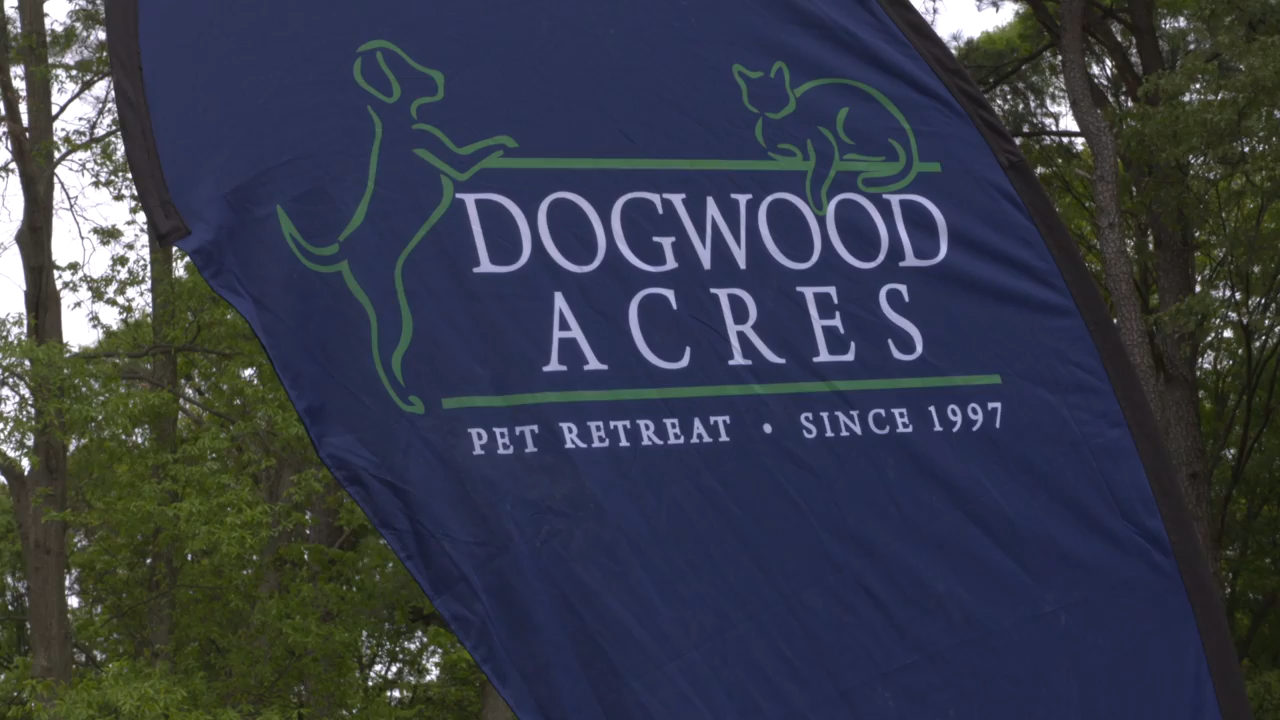 DOGWOOD
ACRES
PET RETREAT • SINCE 1997